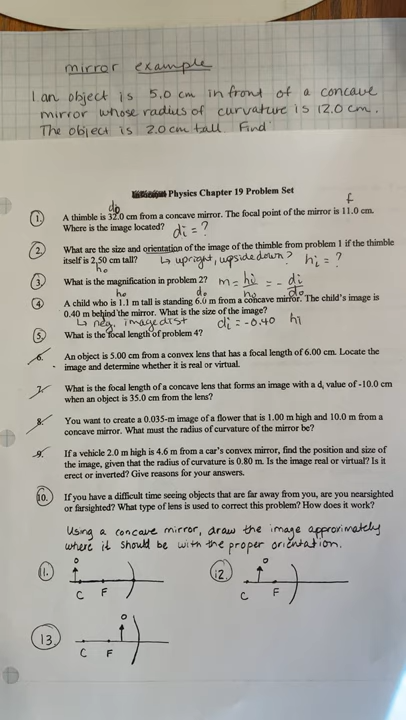 mirror example
1. an object is 5.0 cm in front of a concave
mirror whose radius of curvature is 12.0 cm.
The object is 2.0 cm tall. Find
Physics Chapter 19 Problem Set
do f
1. A thimble is 32.0 cm from a concave mirror. The focal point of the mirror is 11.0 cm.
Where is the image located? di = ?
2. What are the size and orientation of the image of the thimble from problem 1 if the thimble
itself is 2.50 cm tall? ↳ upright, upside down? hi = ?
ho
3. What is the magnification in problem 2? m = hi/ho = - di/do
ho do
4. A child who is 1.1 m tall is standing 6.0 m from a concave mirror. The child's image is
0.40 m behind the mirror. What is the size of the image?
↳ neg. image dist di = -0.40 hi
5. What is the focal length of problem 4?
6. An object is 5.00 cm from a convex lens that has a focal length of 6.00 cm. Locate the
image and determine whether it is real or virtual.
7. What is the focal length of a concave lens that forms an image with a di value of -10.0 cm
when an object is 35.0 cm from the lens?
8. You want to create a 0.035-m image of a flower that is 1.00 m high and 10.0 m from a
concave mirror. What must the radius of curvature of the mirror be?
9. If a vehicle 2.0 m high is 4.6 m from a car's convex mirror, find the position and size of
the image, given that the radius of curvature is 0.80 m. Is the image real or virtual? Is it
erect or inverted? Give reasons for your answers.
10. If you have a difficult time seeing objects that are far away from you, are you nearsighted
or farsighted? What type of lens is used to correct this problem? How does it work?
Using a concave mirror, draw the image approximately
where it should be with the proper orientation.
11. O C F
12. O C F
13. O C F